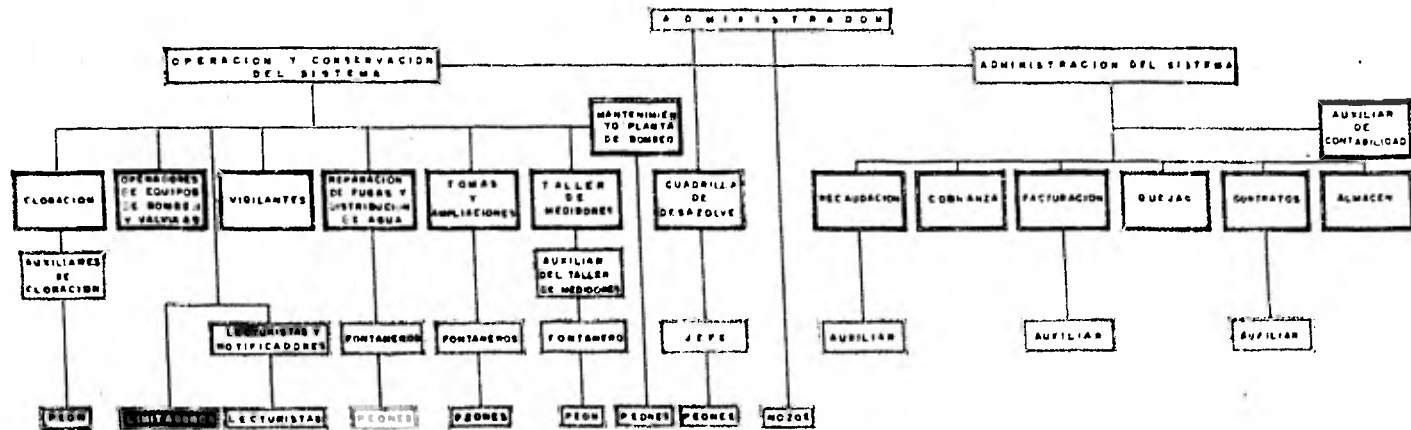 ADMINISTRADOR
OPERACION Y CONSERVACION
DEL SISTEMA
ADMINISTRACION DEL SISTEMA
MANTENIMIEN
TO PLANTA
DE BOMBEO
AUXILIAR
DE
CONTABILIDAD
CLORACION
OPERADORES
DE EQUIPOS
DE BOMBEO
Y VALVULAS
VIGILANTES
REPARACION
DE FUGAS Y
DISTRIBUCION
DE AGUA
TOMAS
Y
AMPLIACIONES
TALLER
DE
MEDIDORES
CUADRILLA
DE
DESAZOLVE
RECAUDACION
COBRANZA
FACTURACION
QUEJAS
CONTRATOS
ALMACEN
AUXILIARES
DE
CLORACION
AUXILIAR
DEL TALLER
DE MEDIDORES
LECTURISTAS Y
NOTIFICADORES
FONTANEROS
FONTANEROS
FONTANERO
JEFE
AUXILIAR
AUXILIAR
AUXILIAR
PEON
LECTURISTAS
PEONES
PEONES
PEON
PEONES
PEONES
MOZOS